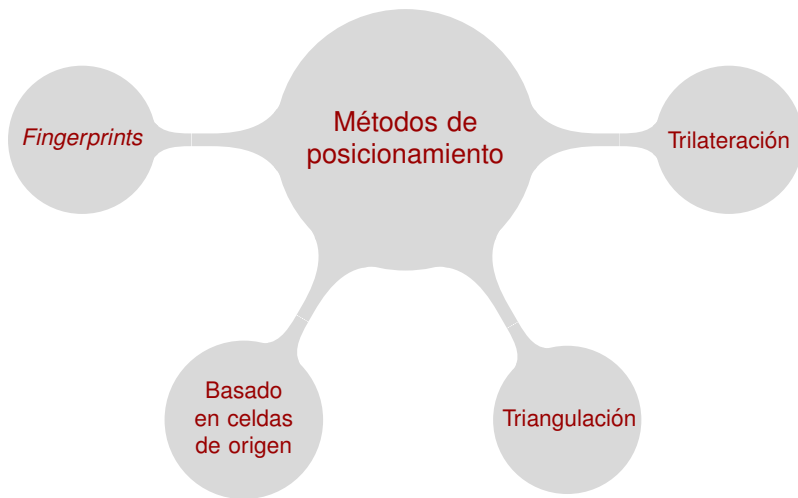 Métodos de
posicionamiento
Fingerprints
Trilateración
Basado
en celdas
de origen
Triangulación